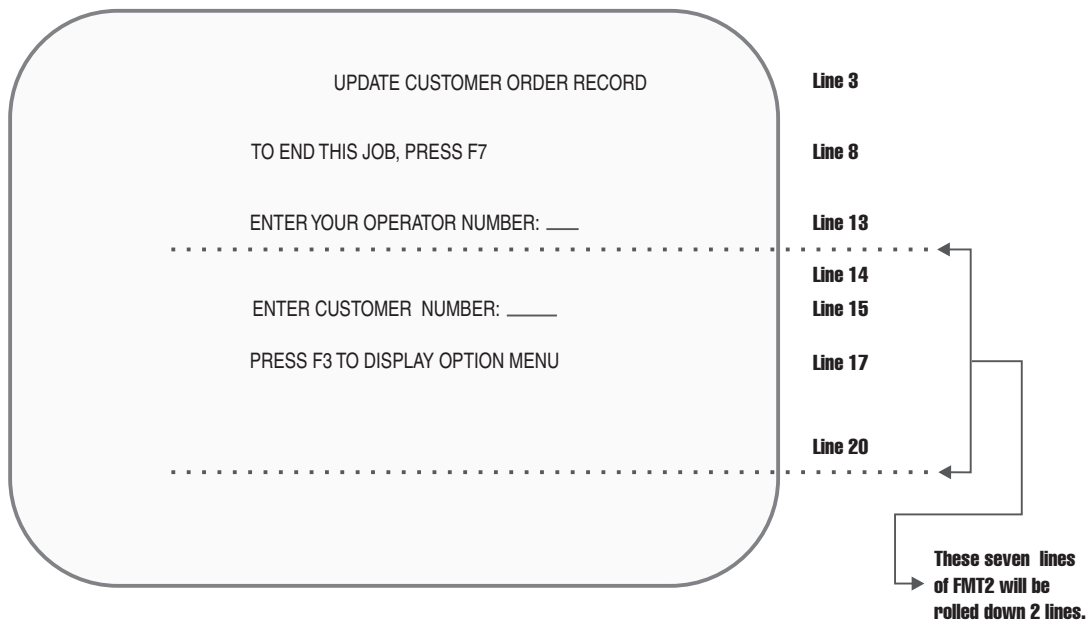 UPDATE CUSTOMER ORDER RECORD Line 3
TO END THIS JOB, PRESS F7 Line 8
ENTER YOUR OPERATOR NUMBER: ___ Line 13
Line 14
ENTER CUSTOMER NUMBER: _____ Line 15
PRESS F3 TO DISPLAY OPTION MENU Line 17
Line 20
These seven lines
of FMT2 will be
rolled down 2 lines.